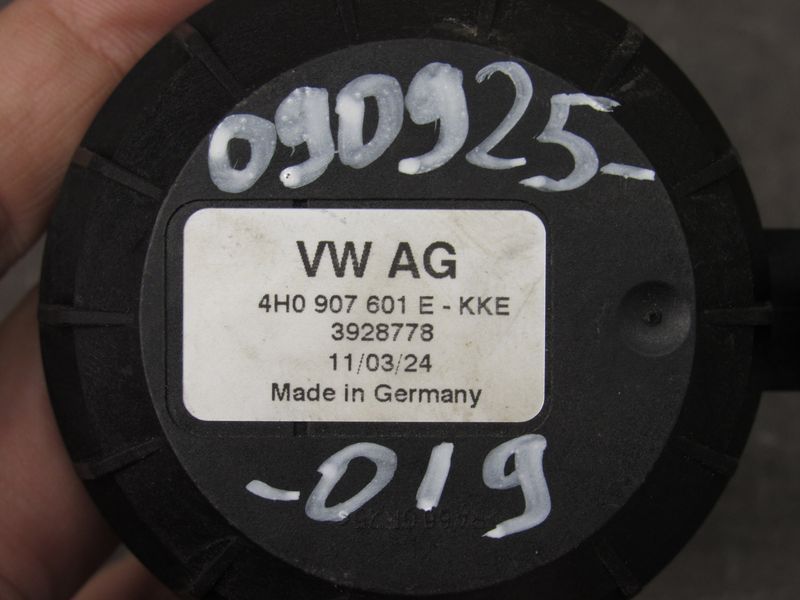 090925-
VW AG
4H0 907 601 E - KKE
3928778
11/03/24
Made in Germany
-019